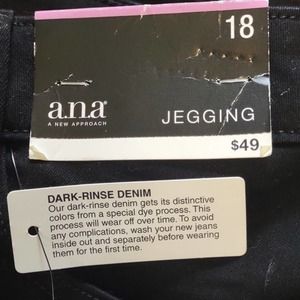 18
a.n.a
A NEW APPROACH
JEGGING
$49
DARK-RINSE DENIM
Our dark-rinse denim gets its distinctive
colors from a special dye process. This
process will wear off over time. To avoid
any complications, wash your new jeans
inside out and separately before wearing
them for the first time.